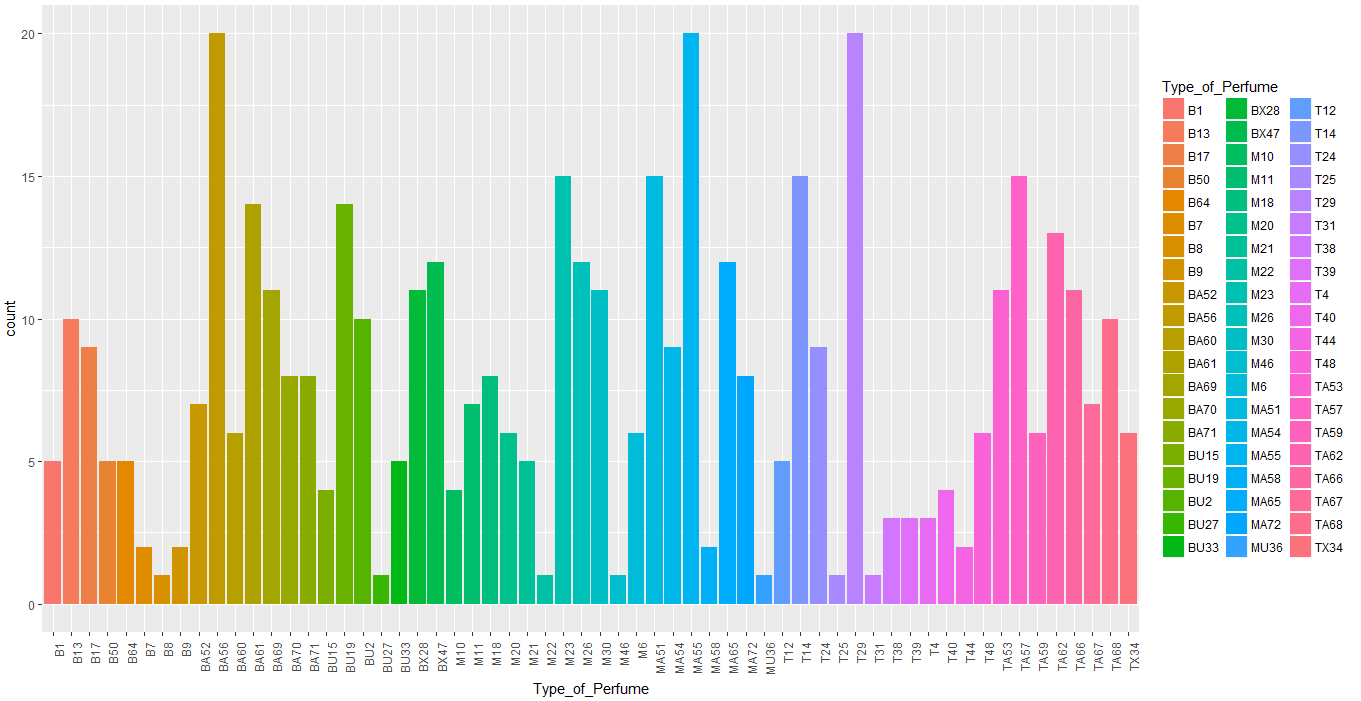 20
15
10
5
0
count
B1
B13
B17
B50
B64
B7
B8
B9
BA52
BA56
BA60
BA61
BA69
BA70
BA71
BU15
BU19
BU2
BU27
BU33
BX28
BX47
M10
M11
M18
M20
M21
M22
M23
M26
M30
M46
M6
MA51
MA54
MA55
MA58
MA65
MA72
MU36
T12
T14
T24
T25
T29
T31
T38
T39
T4
T40
T44
T48
TA53
TA57
TA59
TA62
TA66
TA67
TA68
TX34
Type_of_Perfume
Type_of_Perfume
B1 BX28 T12
B13 BX47 T14
B17 M10 T24
B50 M11 T25
B64 M18 T29
B7 M20 T31
B8 M21 T38
B9 M22 T39
BA52 M23 T4
BA56 M26 T40
BA60 M30 T44
BA61 M46 T48
BA69 M6 TA53
BA70 MA51 TA57
BA71 MA54 TA59
BU15 MA55 TA62
BU19 MA58 TA66
BU2 MA65 TA67
BU27 MA72 TA68
BU33 MU36 TX34